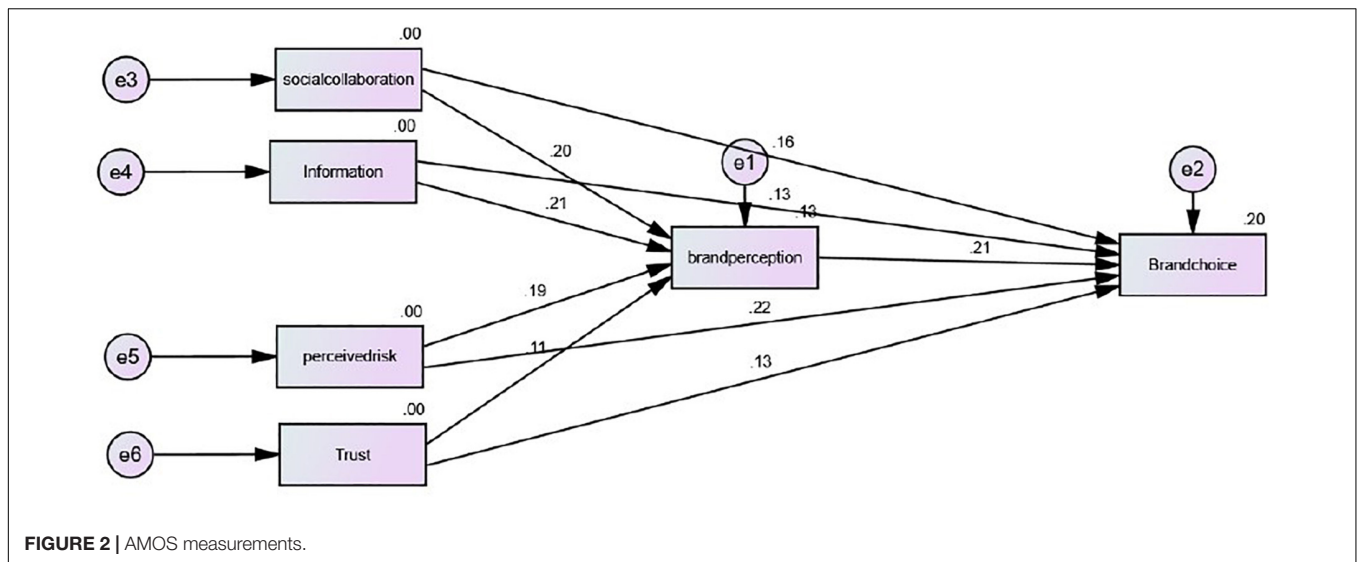 .00
e3
socialcollaboration
.00
e4
Information
.20
.21
e1
.16
.13
.13
brandperception
.21
e2
.20
Brandchoice
.19
.00
e5
perceivedrisk
.11
.22
.13
.00
e6
Trust
FIGURE 2 | AMOS measurements.